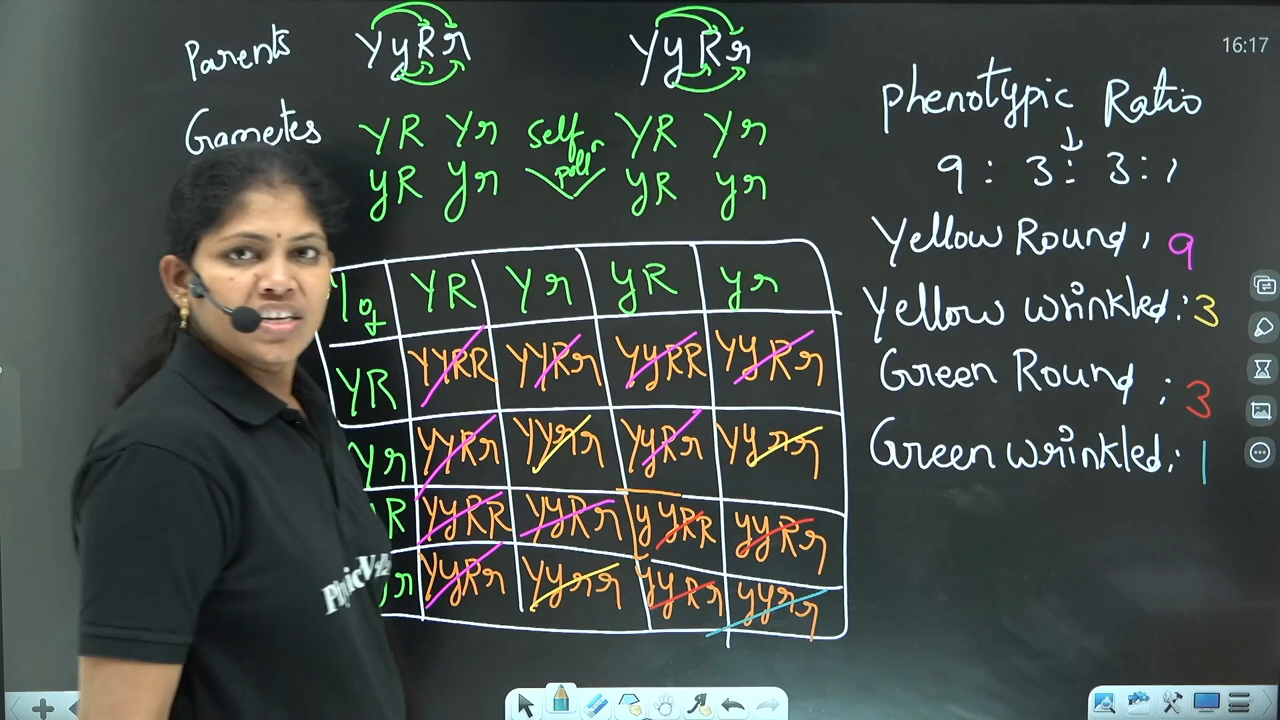 16:17
Parents YyRr YyRr
Gametes YR Yr Self YR Yr
yR yr poll yR yr
Phenotypic Ratio
9 : 3 : 3 : 1
Yellow Round : 9
Yellow wrinkled : 3
Green Round : 3
Green wrinkled : 1
YR Yr yR yr
YR YYRR YYRr YyRR YyRr
Yr YYRr YYrr YyRr Yyrr
R YyRR YyRr yyRR yyRr
r YyRr Yyrr yyRr yyrr